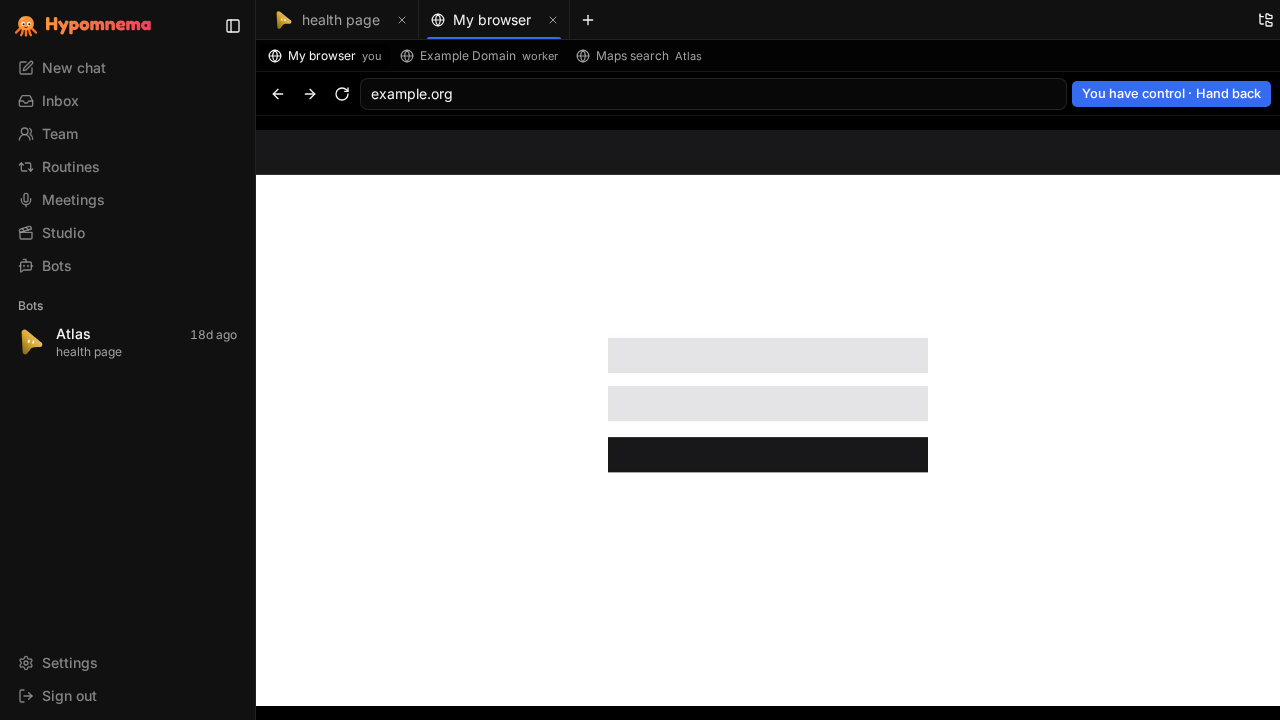 Hypomnema
New chat
Inbox
Team
Routines
Meetings
Studio
Bots
Bots
Atlas
18d ago
health page
Settings
Sign out
health page
My browser
My browser you
Example Domain worker
Maps search Atlas
example.org
You have control · Hand back